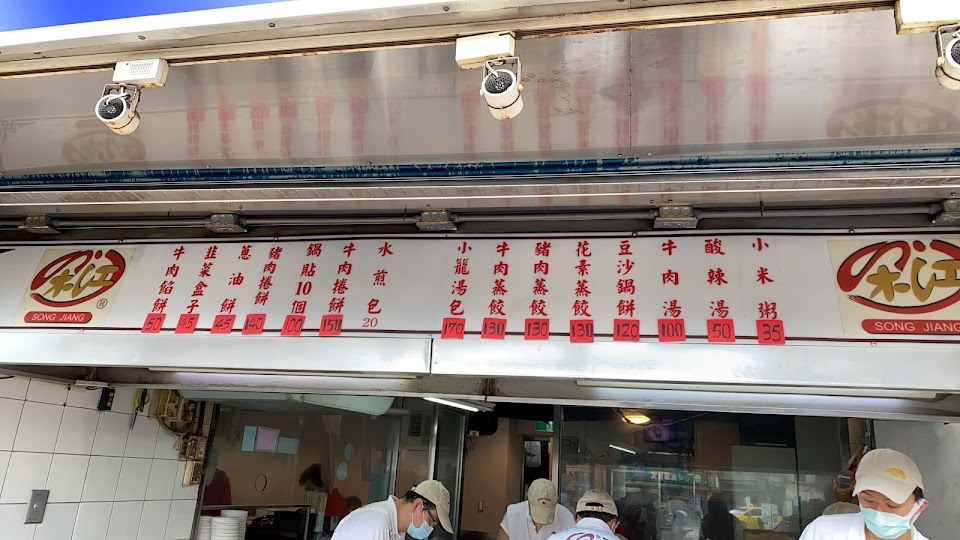 松江
®
SONG JIANG
牛肉餡餅 50
韭菜盒子 45
蔥油餅 45
豬肉捲餅 140
鍋貼10個 100
牛肉捲餅 150
水煎包 20
小籠湯包 170
牛肉蒸餃 130
豬肉蒸餃 130
花素蒸餃 130
豆沙鍋餅 120
牛肉湯 100
酸辣湯 50
小米粥 35
松江
SONG JIANG